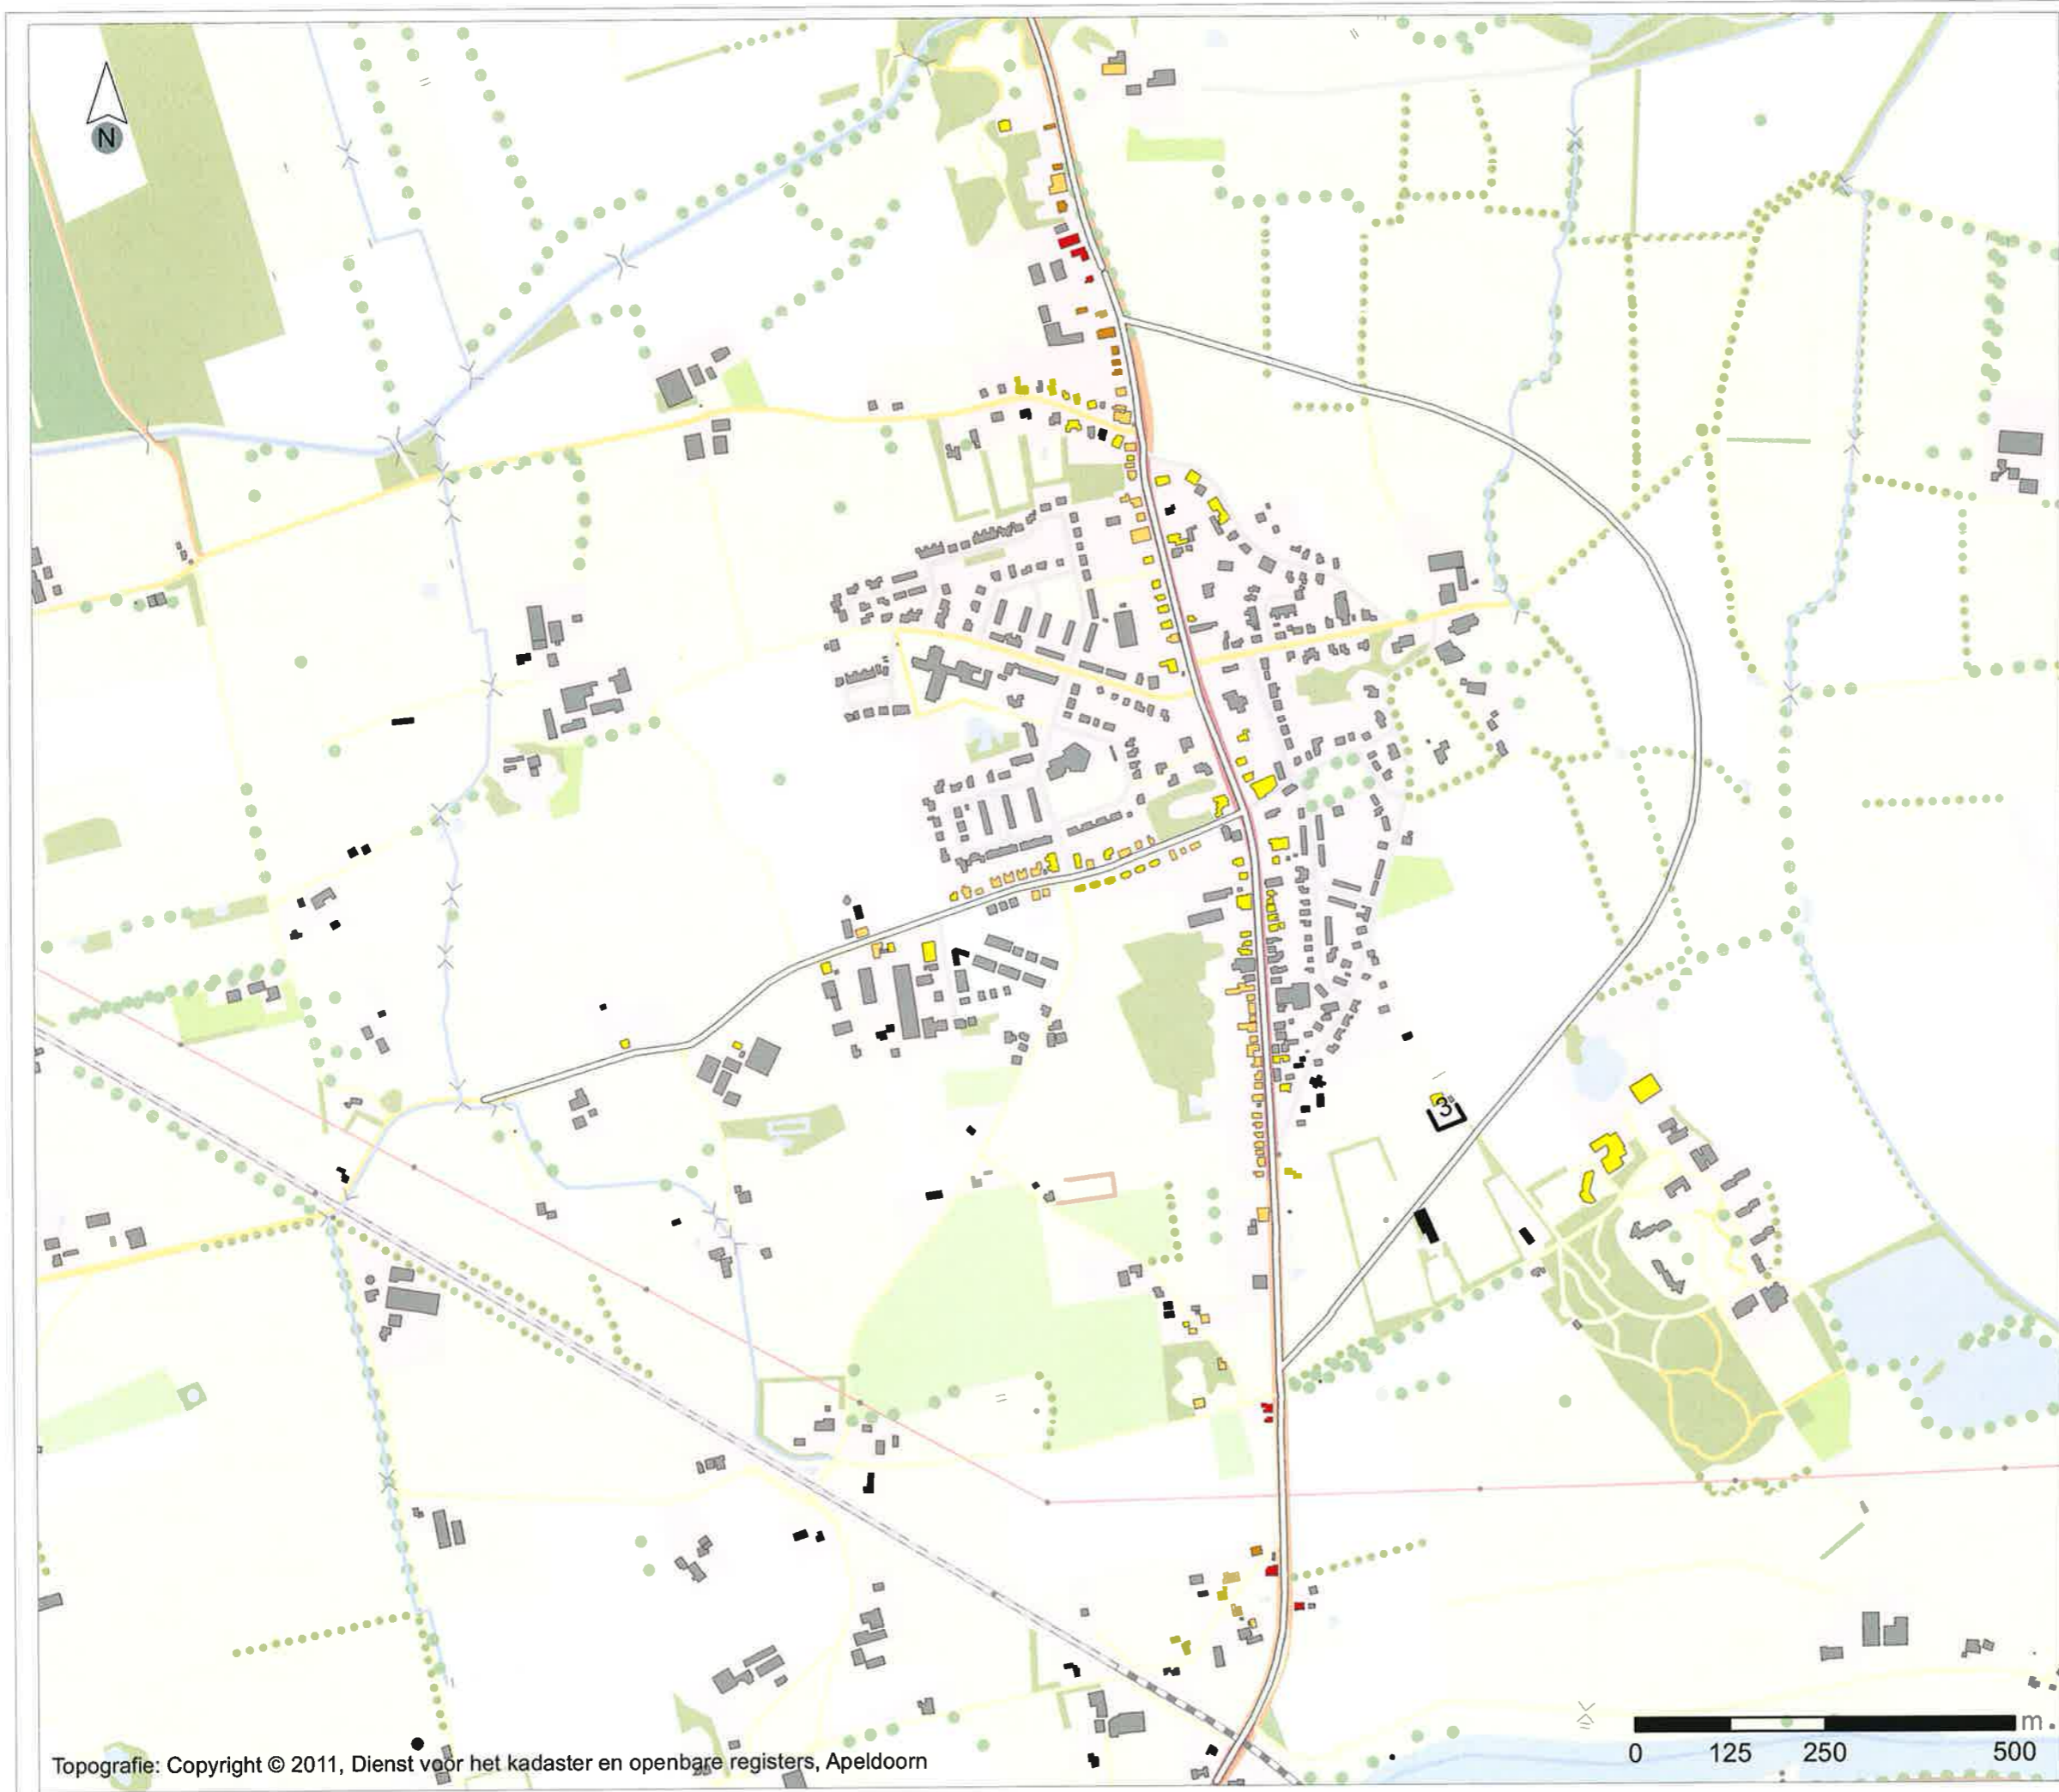 N
3
m
0 125 250 500
Topografie: Copyright © 2011, Dienst voor het kadaster en openbare registers, Apeldoorn